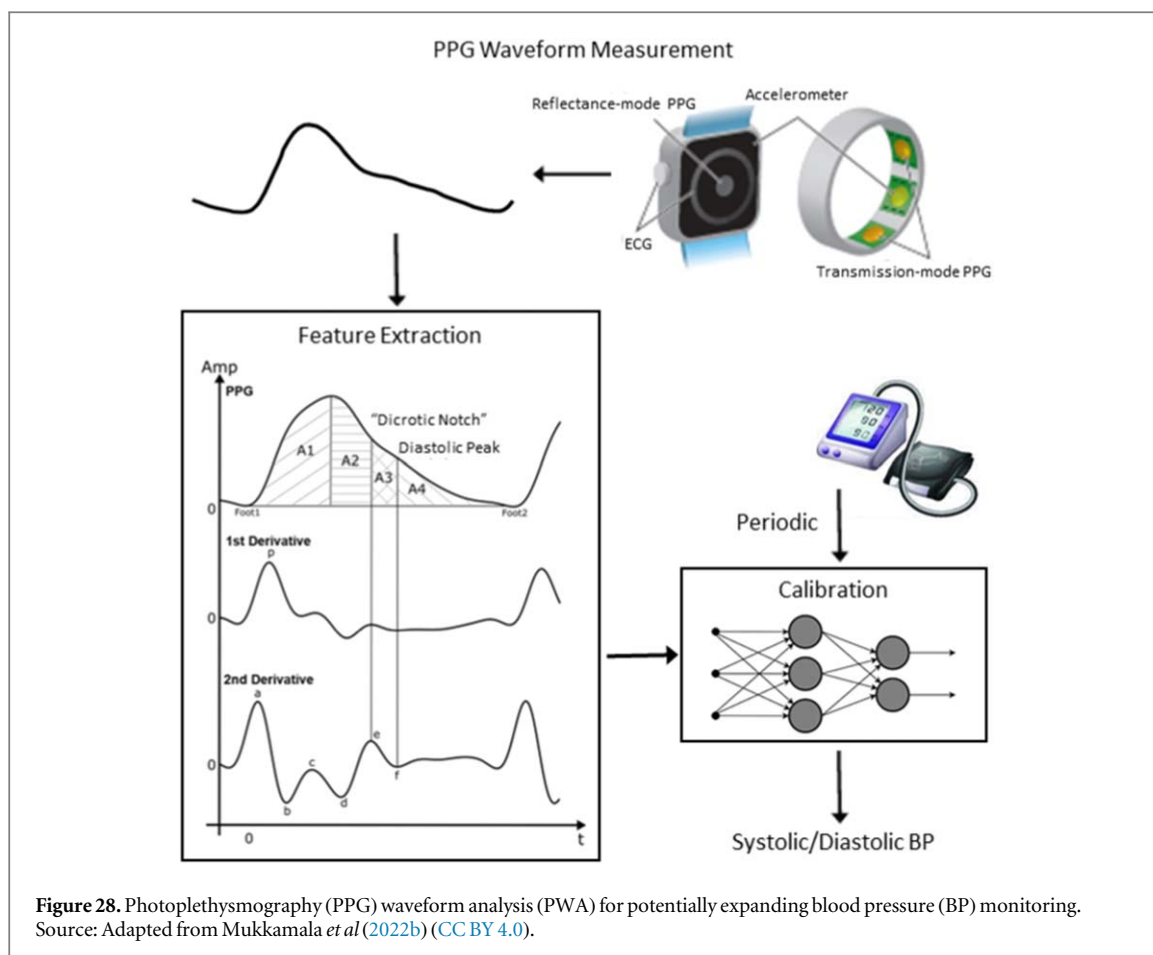 PPG Waveform Measurement
Reflectance-mode PPG
Accelerometer
ECG
Transmission-mode PPG
Feature Extraction
Amp
PPG
"Dicrotic Notch"
Diastolic Peak
A1
A2
A3
A4
0
Foot1
Foot2
1st Derivative
p
0
2nd Derivative
a
0
c
e
f
b
d
0
t
120
90
90
Periodic
Calibration
Systolic/Diastolic BP
Figure 28. Photoplethysmography (PPG) waveform analysis (PWA) for potentially expanding blood pressure (BP) monitoring.
Source: Adapted from Mukkamala et al (2022b) (CC BY 4.0).